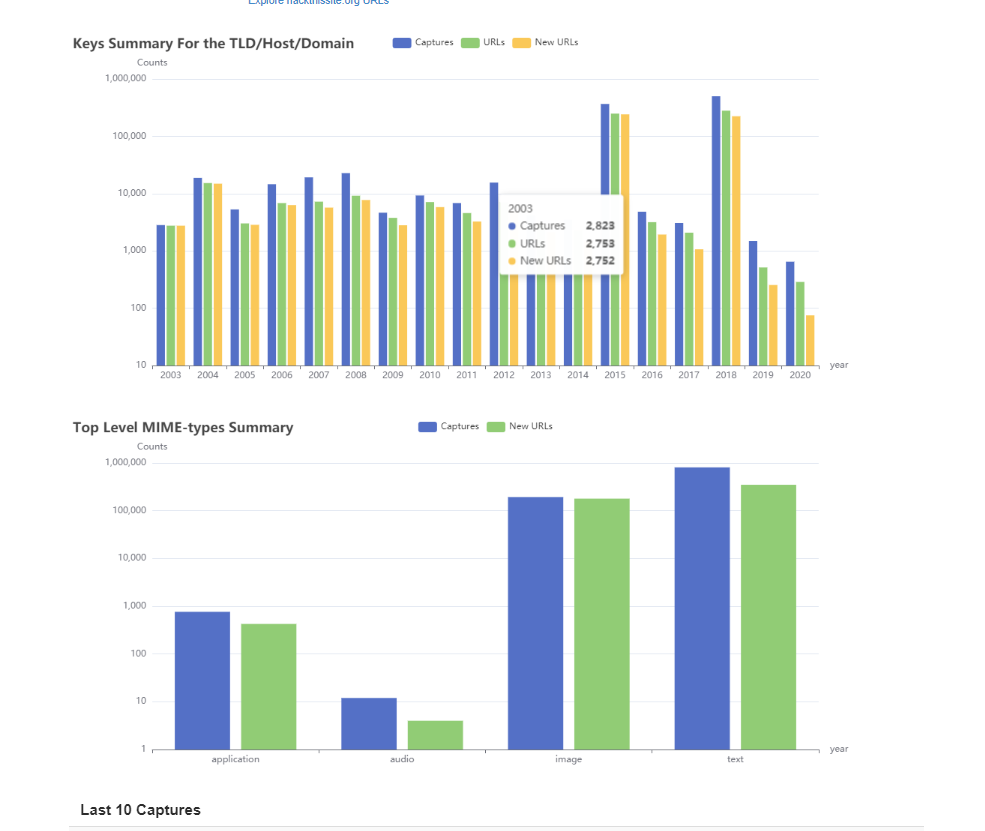 Explore hackthissite.org URLs
Keys Summary For the TLD/Host/Domain
Captures URLs New URLs
Counts
1,000,000
100,000
10,000
1,000
100
10
2003
Captures 2,823
URLs 2,753
New URLs 2,752
2003 2004 2005 2006 2007 2008 2009 2010 2011 2012 2013 2014 2015 2016 2017 2018 2019 2020
year
Top Level MIME-types Summary
Captures New URLs
Counts
1,000,000
100,000
10,000
1,000
100
10
1
application audio image text
year
Last 10 Captures